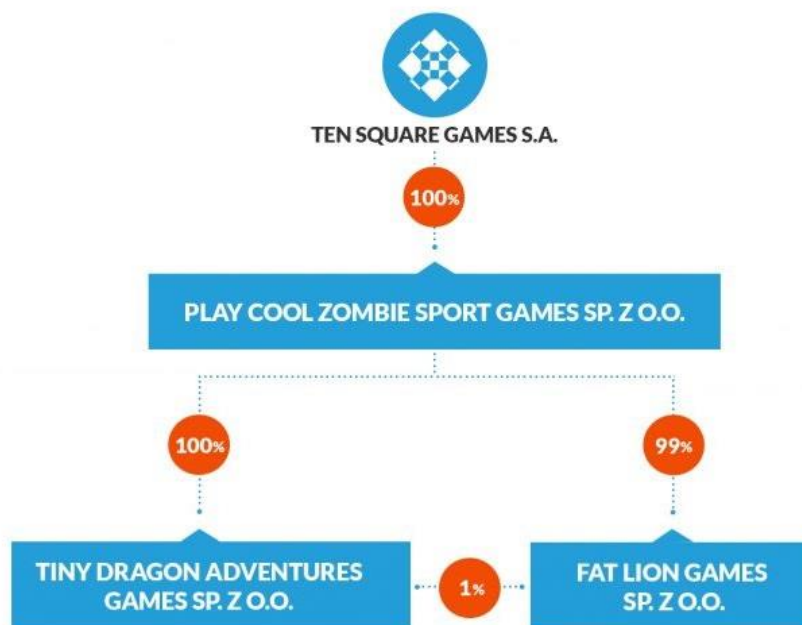 TEN SQUARE GAMES S.A.
100%
PLAY COOL ZOMBIE SPORT GAMES SP. Z O.O.
100%
99%
TINY DRAGON ADVENTURES
GAMES SP. Z O.O.
1%
FAT LION GAMES
SP. Z O.O.